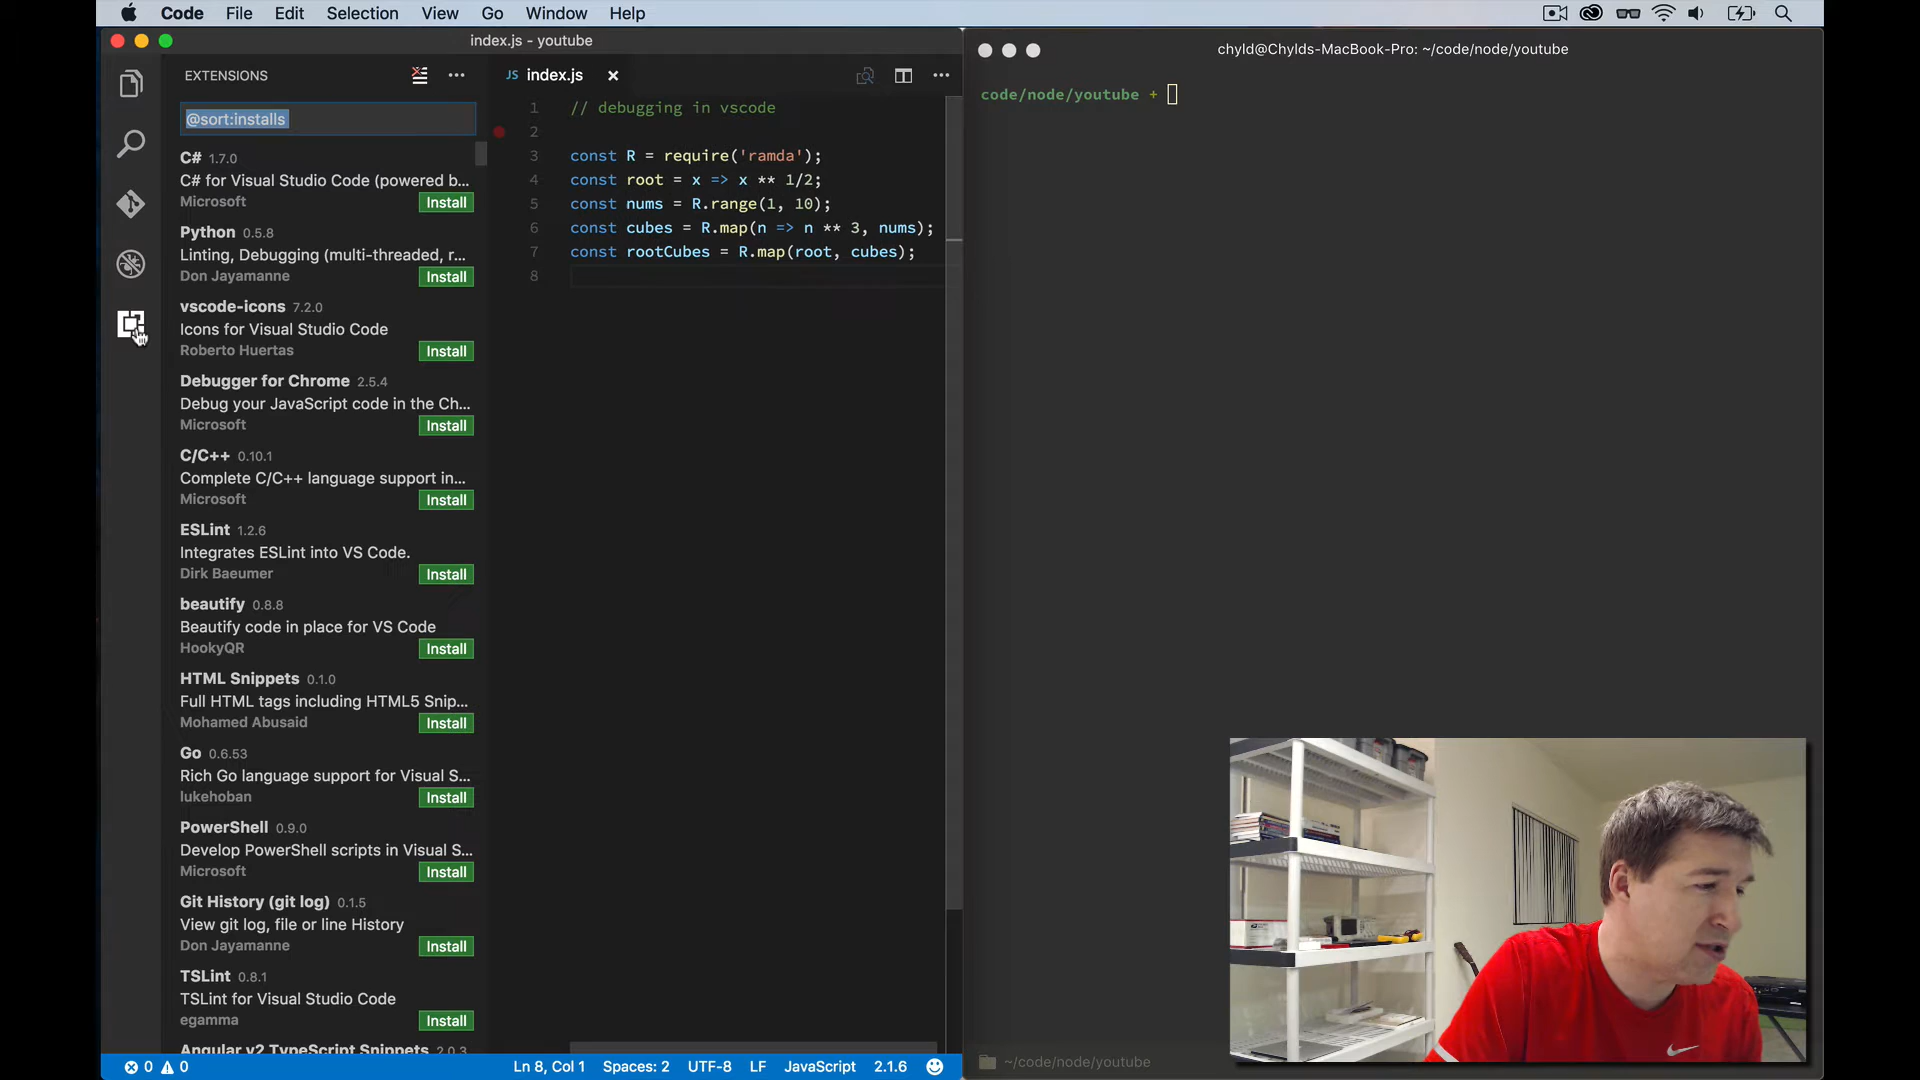 Code File Edit Selection View Go Window Help
index.js - youtube
EXTENSIONS
@sort:installs
C# 1.7.0
C# for Visual Studio Code (powered b...
Microsoft
Install
Python 0.5.8
Linting, Debugging (multi-threaded, r...
Don Jayamanne
Install
vscode-icons 7.2.0
Icons for Visual Studio Code
Roberto Huertas
Install
Debugger for Chrome 2.5.4
Debug your JavaScript code in the Ch...
Microsoft
Install
C/C++ 0.10.1
Complete C/C++ language support in...
Microsoft
Install
ESLint 1.2.6
Integrates ESLint into VS Code.
Dirk Baeumer
Install
beautify 0.8.8
Beautify code in place for VS Code
HookyQR
Install
HTML Snippets 0.1.0
Full HTML tags including HTML5 Snip...
Mohamed Abusaid
Install
Go 0.6.53
Rich Go language support for Visual S...
lukehoban
Install
PowerShell 0.9.0
Develop PowerShell scripts in Visual S...
Microsoft
Install
Git History (git log) 0.1.5
View git log, file or line History
Don Jayamanne
Install
TSLint 0.8.1
TSLint for Visual Studio Code
egamma
Install
Angular v2 TypeScript Snippets 2.0.3
JS index.js
1 // debugging in vscode
2
3 const R = require('ramda');
4 const root = x => x ** 1/2;
5 const nums = R.range(1, 10);
6 const cubes = R.map(n => n ** 3, nums);
7 const rootCubes = R.map(root, cubes);
8
0 0 Ln 8, Col 1 Spaces: 2 UTF-8 LF JavaScript 2.1.6
chyld@Chylds-MacBook-Pro: ~/code/node/youtube
code/node/youtube +
~/code/node/youtube